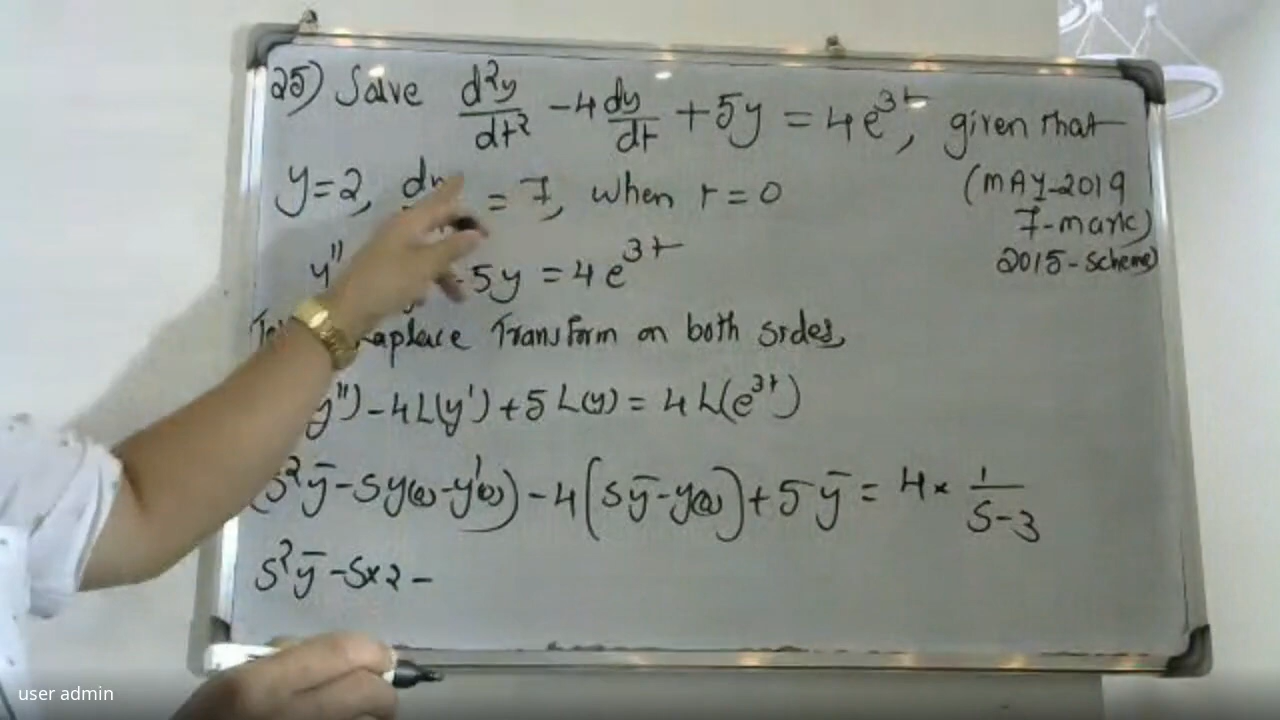 25) Solve d²y/dt² - 4 dy/dt + 5y = 4e^3t, given that
y=2, = 7, when t=0
(MAY-2019
7-mark)
2015-scheme)
y'' 5y = 4e^3t
Laplace Transform on both sides,
y'') - 4L(y') + 5L(y) = 4L(e^3t)
(s²ȳ - sy(0) - y'(0)) - 4(sȳ - y(0)) + 5ȳ = 4 × 1/s-3
s²ȳ - s×2 -
user admin